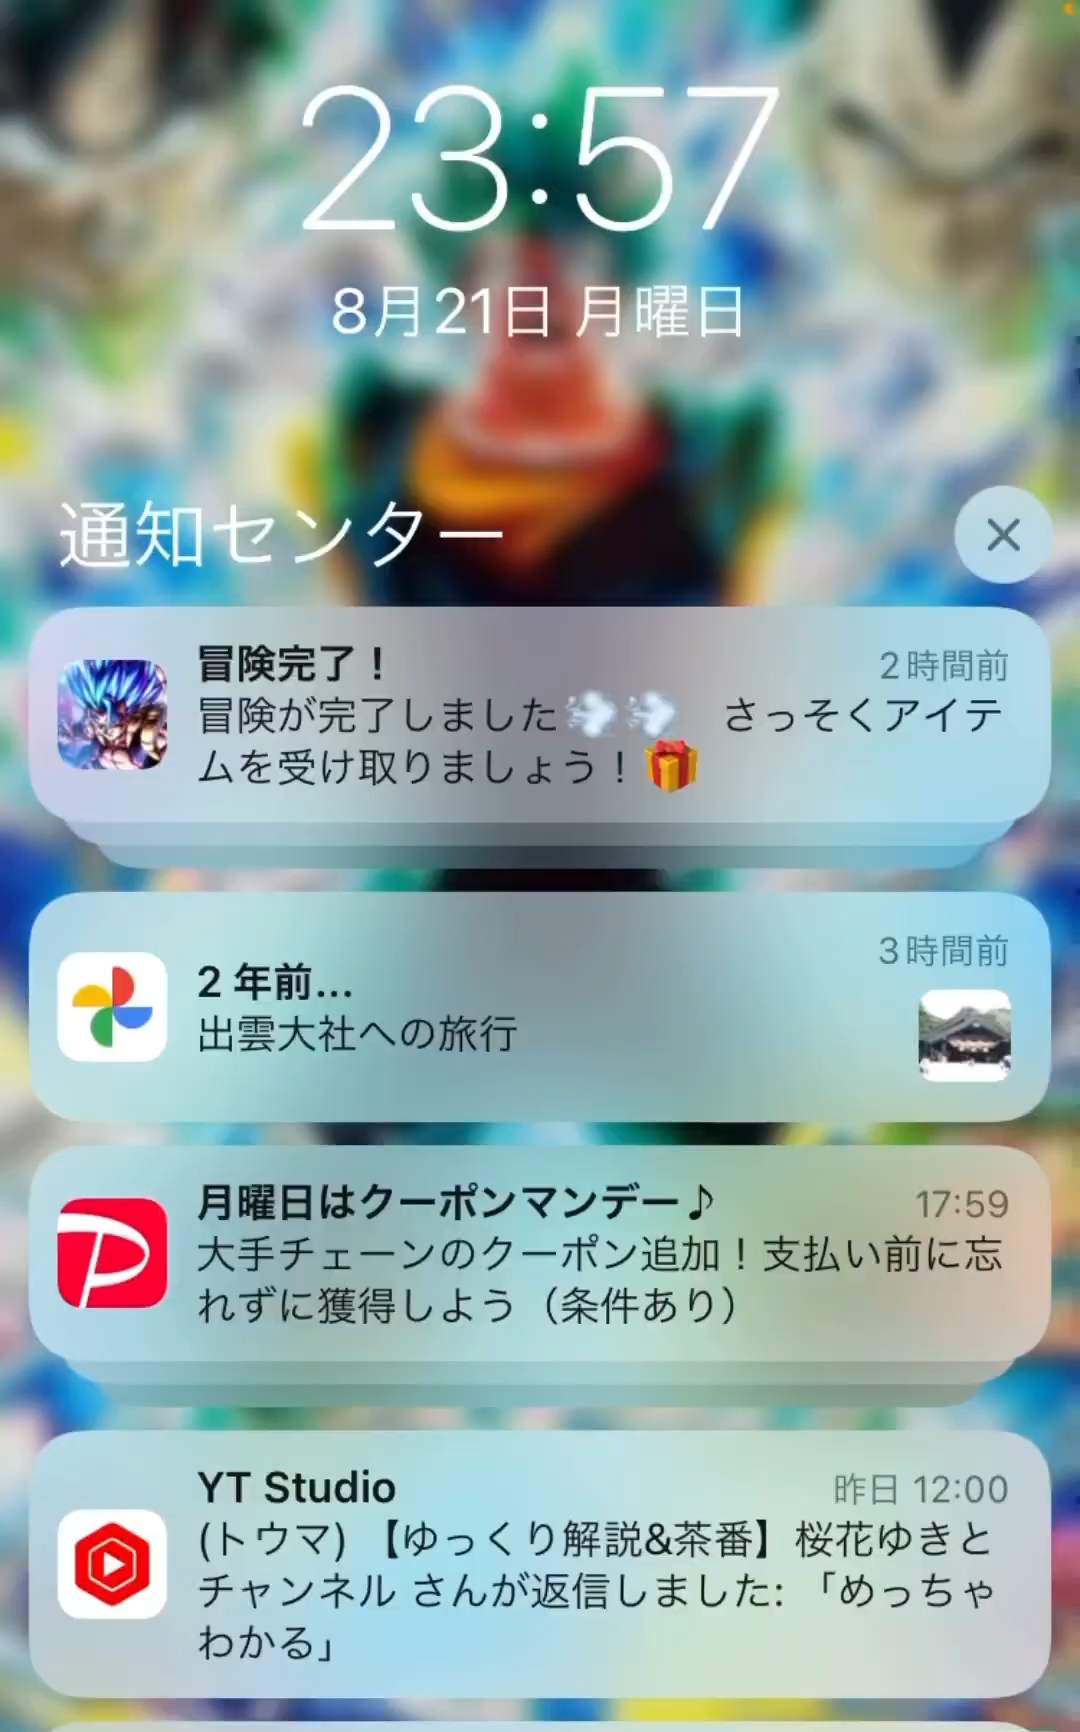 23:57
8月21日 月曜日
通知センター
冒険完了！
2時間前
冒険が完了しました💨💨　さっそくアイテ
ムを受け取りましょう！🎁
3時間前
2 年前...
出雲大社への旅行
月曜日はクーポンマンデー♪
17:59
大手チェーンのクーポン追加！支払い前に忘
れずに獲得しよう（条件あり）
YT Studio
昨日 12:00
(トウマ) 【ゆっくり解説&茶番】桜花ゆきと
チャンネル さんが返信しました: 「めっちゃ
わかる」